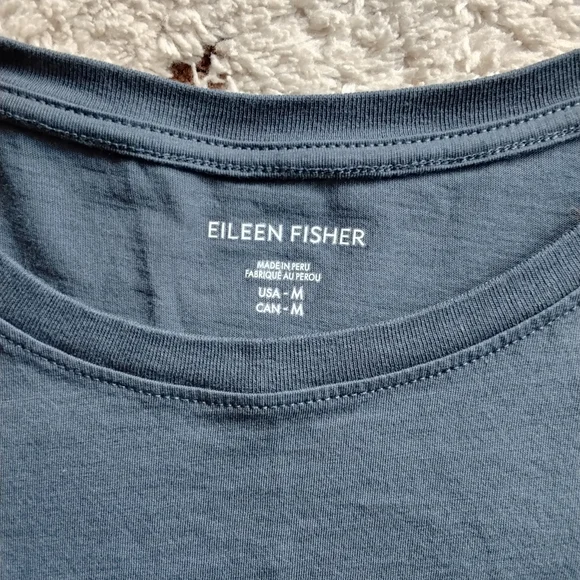 EILEEN FISHER
MADE IN PERU
FABRIQUÉ AU PEROU
USA - M
CAN - M